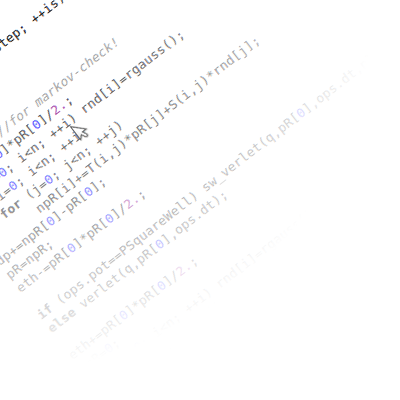 tep; ++is)
//for markov-check!
]*pR[0]/2.;
0; i<n; ++i) rnd[i]=rgauss();
i=0; i<n; ++i)
for (j=0; j<n; ++j)
npR[i]+=T(i,j)*pR[j]+S(i,j)*rnd[j];
dp+=npR[0]-pR[0];
pR=npR;
eth-=pR[0]*pR[0]/2.;
if (ops.pot==PSquareWell) sw_verlet(q,pR[0],ops.dt
else verlet(q,pR[0],ops.dt);
eth+=pR[0]*pR[0]/2.;